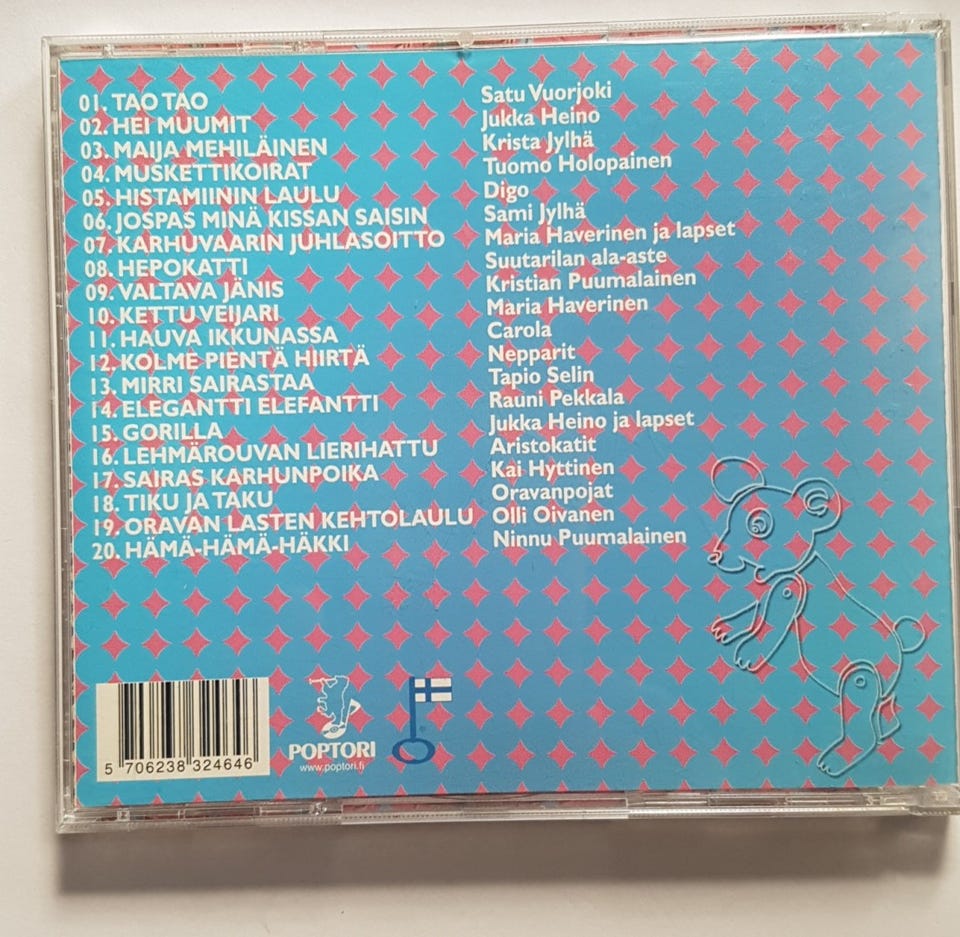 01. TAO TAO Satu Vuorjoki
02. HEI MUUMIT Jukka Heino
03. MAIJA MEHILÄINEN Krista Jylhä
04. MUSKETTIKOIRAT Tuomo Holopainen
05. HISTAMIININ LAULU Digo
06. JOSPAS MINÄ KISSAN SAISIN Sami Jylhä
07. KARHUVAARIN JUHLASOITTO Maria Haverinen ja lapset
08. HEPOKATTI Suutarilan ala-aste
09. VALTAVA JÄNIS Kristian Puumalainen
10. KETTU VEIJARI Maria Haverinen
11. HAUVA IKKUNASSA Carola
12. KOLME PIENTÄ HIIRTÄ Nepparit
13. MIRRI SAIRASTAA Tapio Selin
14. ELEGANTTI ELEFANTTI Rauni Pekkala
15. GORILLA Jukka Heino ja lapset
16. LEHMÄROUVAN LIERIHATTU Aristokatit
17. SAIRAS KARHUNPOIKA Kai Hyttinen
18. TIKU JA TAKU Oravanpojat
19. ORAVAN LASTEN KEHTOLAULU Olli Oivanen
20. HÄMÄ-HÄMÄ-HÄKKI Ninnu Puumalainen
POPTORI
www.poptori.fi
5 706238 324646